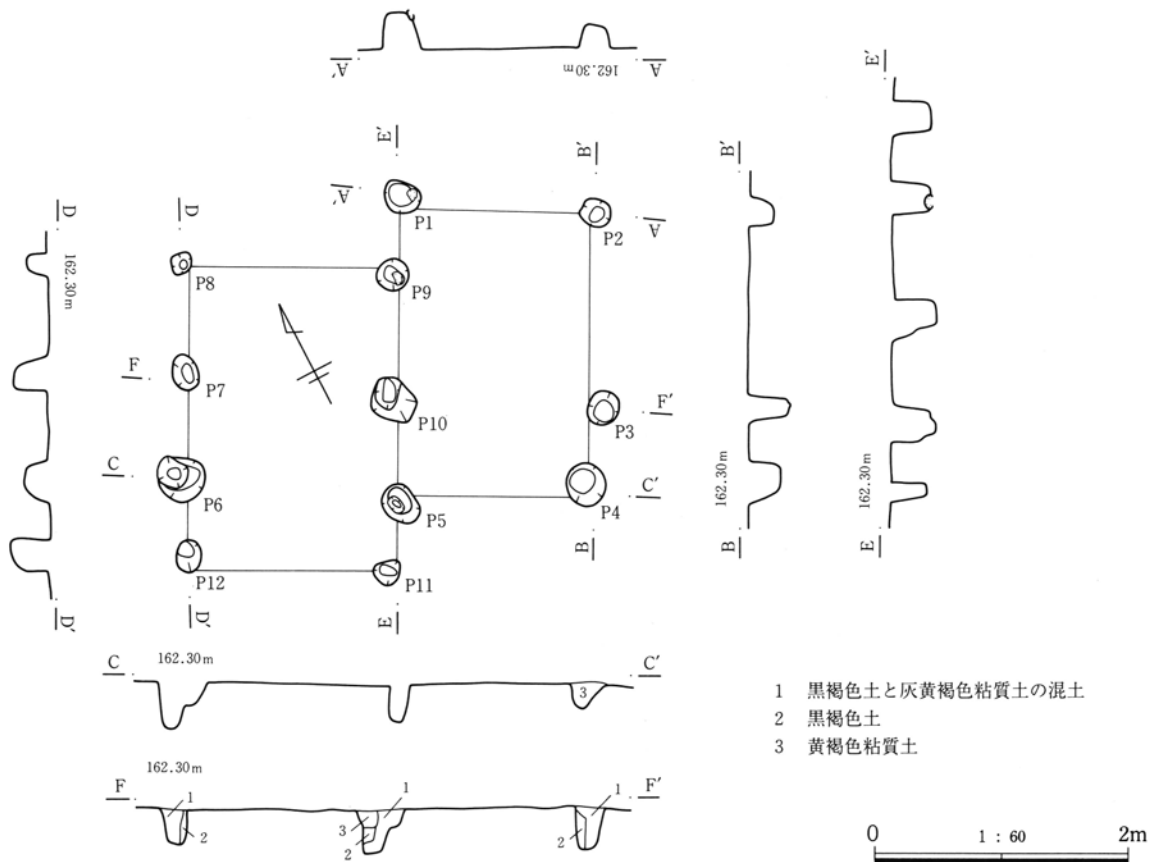 A′
162.30m
A
E′
E′
B′
B′
A′
A
D
D
162.30m
P1
P2
P8
P9
F
P7
P10
P3
F′
C
P6
P5
P4
C′
162.30m
162.30m
P12
P11
B
B
E
E
D′
D′
C
162.30m
C′
3
F
162.30m
F′
1
2
1
3
2
1
2
1 黒褐色土と灰黄褐色粘質土の混土
2 黒褐色土
3 黄褐色粘質土
0 1：60 2m